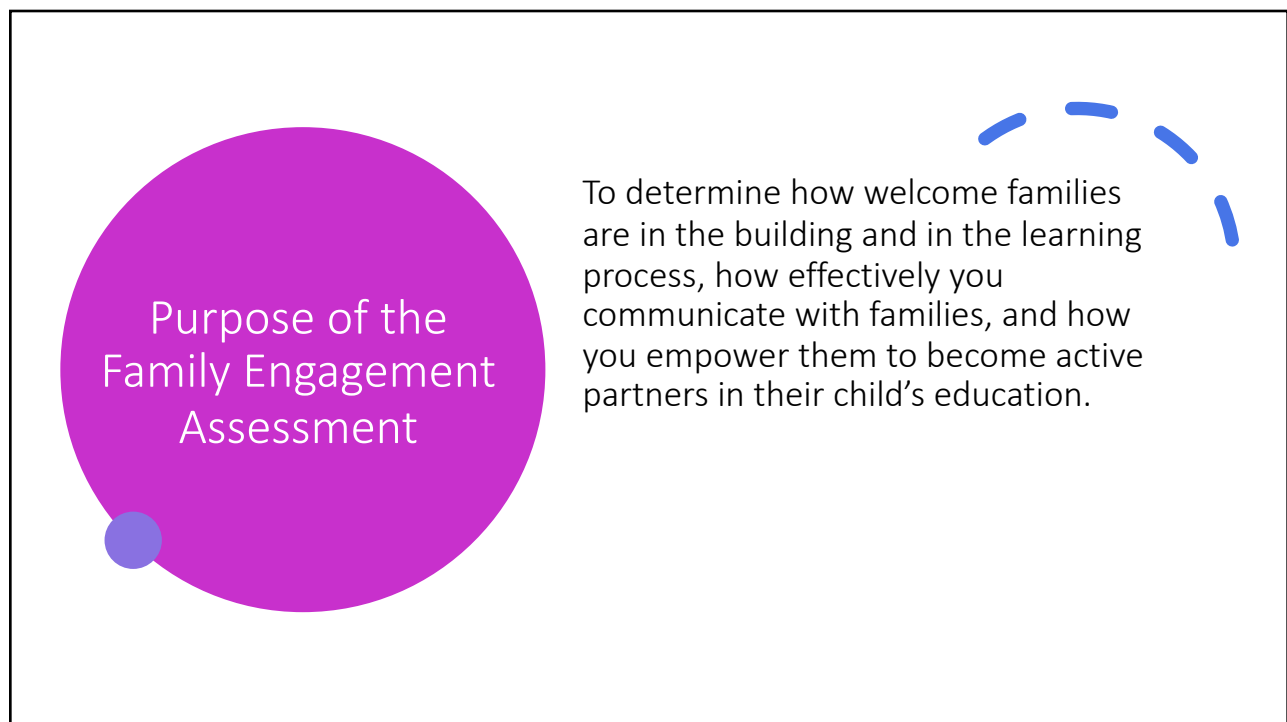 Purpose of the
Family Engagement
Assessment
To determine how welcome families
are in the building and in the learning
process, how effectively you
communicate with families, and how
you empower them to become active
partners in their child’s education.